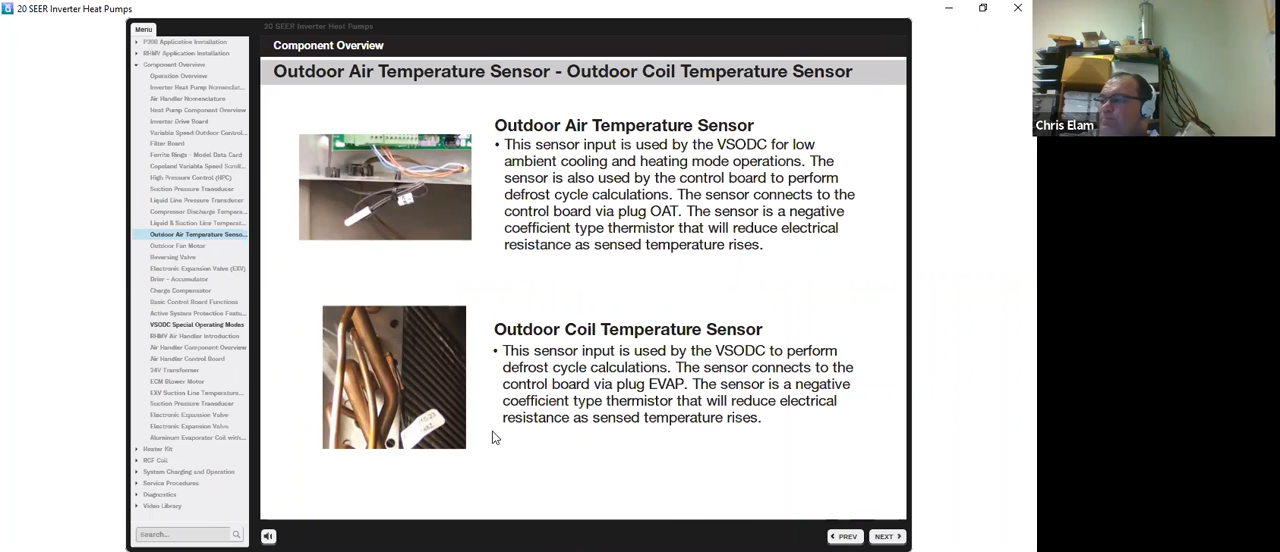 20 SEER Inverter Heat Pumps
20 SEER Inverter Heat Pumps
Menu
RHMV Application Installation
Component Overview
Operation Overview
Inverter Heat Pump Nomenclat...
Air Handler Nomenclature
Heat Pump Component Overview
Inverter Drive Board
Variable Speed Outdoor Control...
Filter Board
Ferrite Rings - Model Data Card
Copeland Variable Speed Scroll...
High Pressure Control (HPC)
Suction Pressure Transducer
Liquid Line Pressure Transducer
Compressor Discharge Tempera...
Liquid & Suction Line Temperat...
Outdoor Air Temperature Senso...
Outdoor Fan Motor
Reversing Valve
Electronic Expansion Valve (EXV)
Drier - Accumulator
Charge Compensator
Basic Control Board Functions
Active System Protection Featu...
VSODC Special Operating Modes
RHMV Air Handler Introduction
Air Handler Component Overview
Air Handler Control Board
24V Transformer
ECM Blower Motor
EXV Suction Line Temperature...
Suction Pressure Transducer
Electronic Expansion Valve
Electronic Expansion Valve
Aluminum Evaporator Coil with...
Heater Kit
RCF Coil
System Charging and Operation
Service Procedures
Diagnostics
Video Library
Search...
Component Overview
Outdoor Air Temperature Sensor - Outdoor Coil Temperature Sensor
Outdoor Air Temperature Sensor
• This sensor input is used by the VSODC for low
ambient cooling and heating mode operations. The
sensor is also used by the control board to perform
defrost cycle calculations. The sensor connects to the
control board via plug OAT. The sensor is a negative
coefficient type thermistor that will reduce electrical
resistance as sensed temperature rises.
Outdoor Coil Temperature Sensor
• This sensor input is used by the VSODC to perform
defrost cycle calculations. The sensor connects to the
control board via plug EVAP. The sensor is a negative
coefficient type thermistor that will reduce electrical
resistance as sensed temperature rises.
PREV
NEXT
Chris Elam